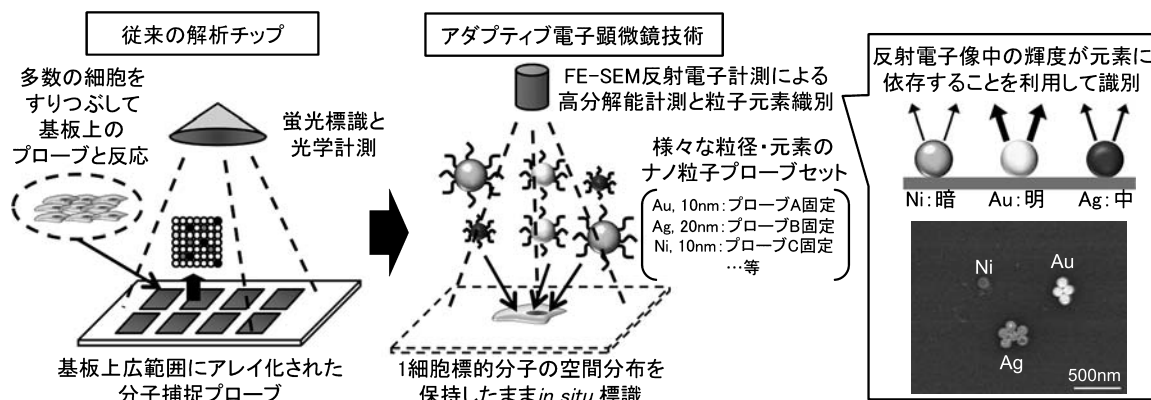 従来の解析チップ
多数の細胞を
すりつぶして
基板上の
プローブと反応
蛍光標識と
光学計測
基板上広範囲にアレイ化された
分子捕捉プローブ
アダプティブ電子顕微鏡技術
FE-SEM反射電子計測による
高分解能計測と粒子元素織別
様々な粒径・元素の
ナノ粒子プローブセット
Au, 10nm:プローブA固定
Ag, 20nm:プローブB固定
Ni, 10nm:プローブC固定
…等
1細胞標的分子の空間分布を
保持したままin situ 標識
反射電子像中の輝度が元素に
依存することを利用して識別
Ni:暗 Au:明 Ag:中
Ni
Au
Ag
500nm